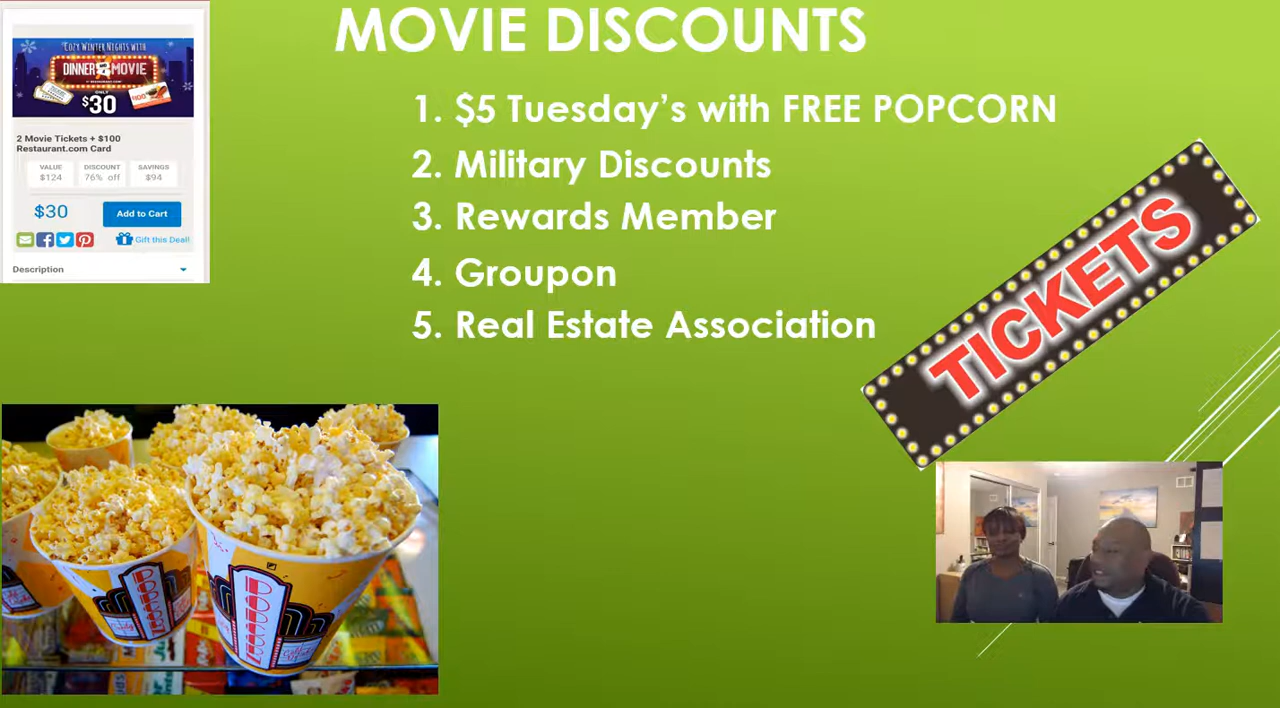 MOVIE DISCOUNTS
1. $5 Tuesday's with FREE POPCORN
2. Military Discounts
3. Rewards Member
4. Groupon
5. Real Estate Association
COZY WINTER NIGHTS WITH
DINNER & MOVIE
ONLY
$30
2 Movie Tickets + $100
Restaurant.com Card
VALUE DISCOUNT SAVINGS
$124 76% off $94
$30 Add to Cart
Gift this Deal!
Description
TICKETS